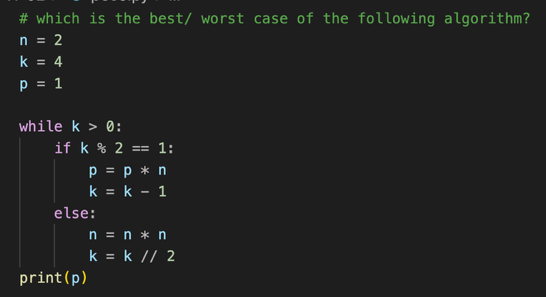 # which is the best/ worst case of the following algorithm?
n = 2
k = 4
p = 1
while k > 0:
    if k % 2 == 1:
        p = p * n
        k = k - 1
    else:
        n = n * n
        k = k // 2
print(p)